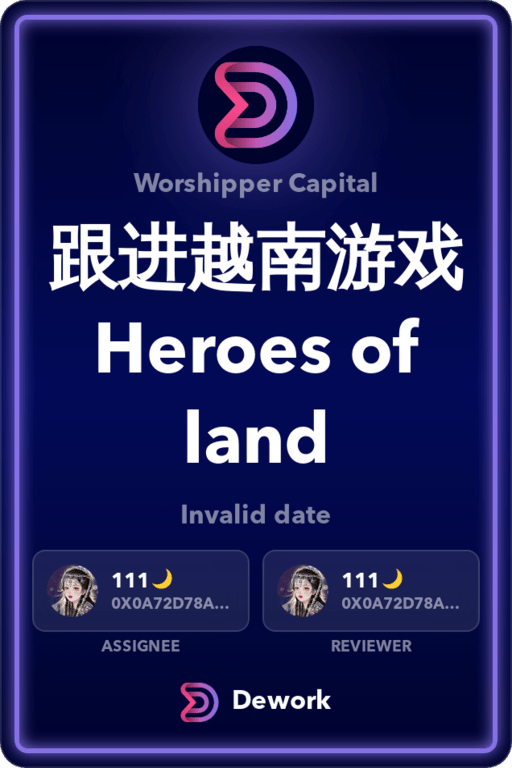 Worshipper Capital
跟进越南游戏
Heroes of
land
Invalid date
111🌙
0X0A72D78A...
111🌙
0X0A72D78A...
ASSIGNEE
REVIEWER
Dework